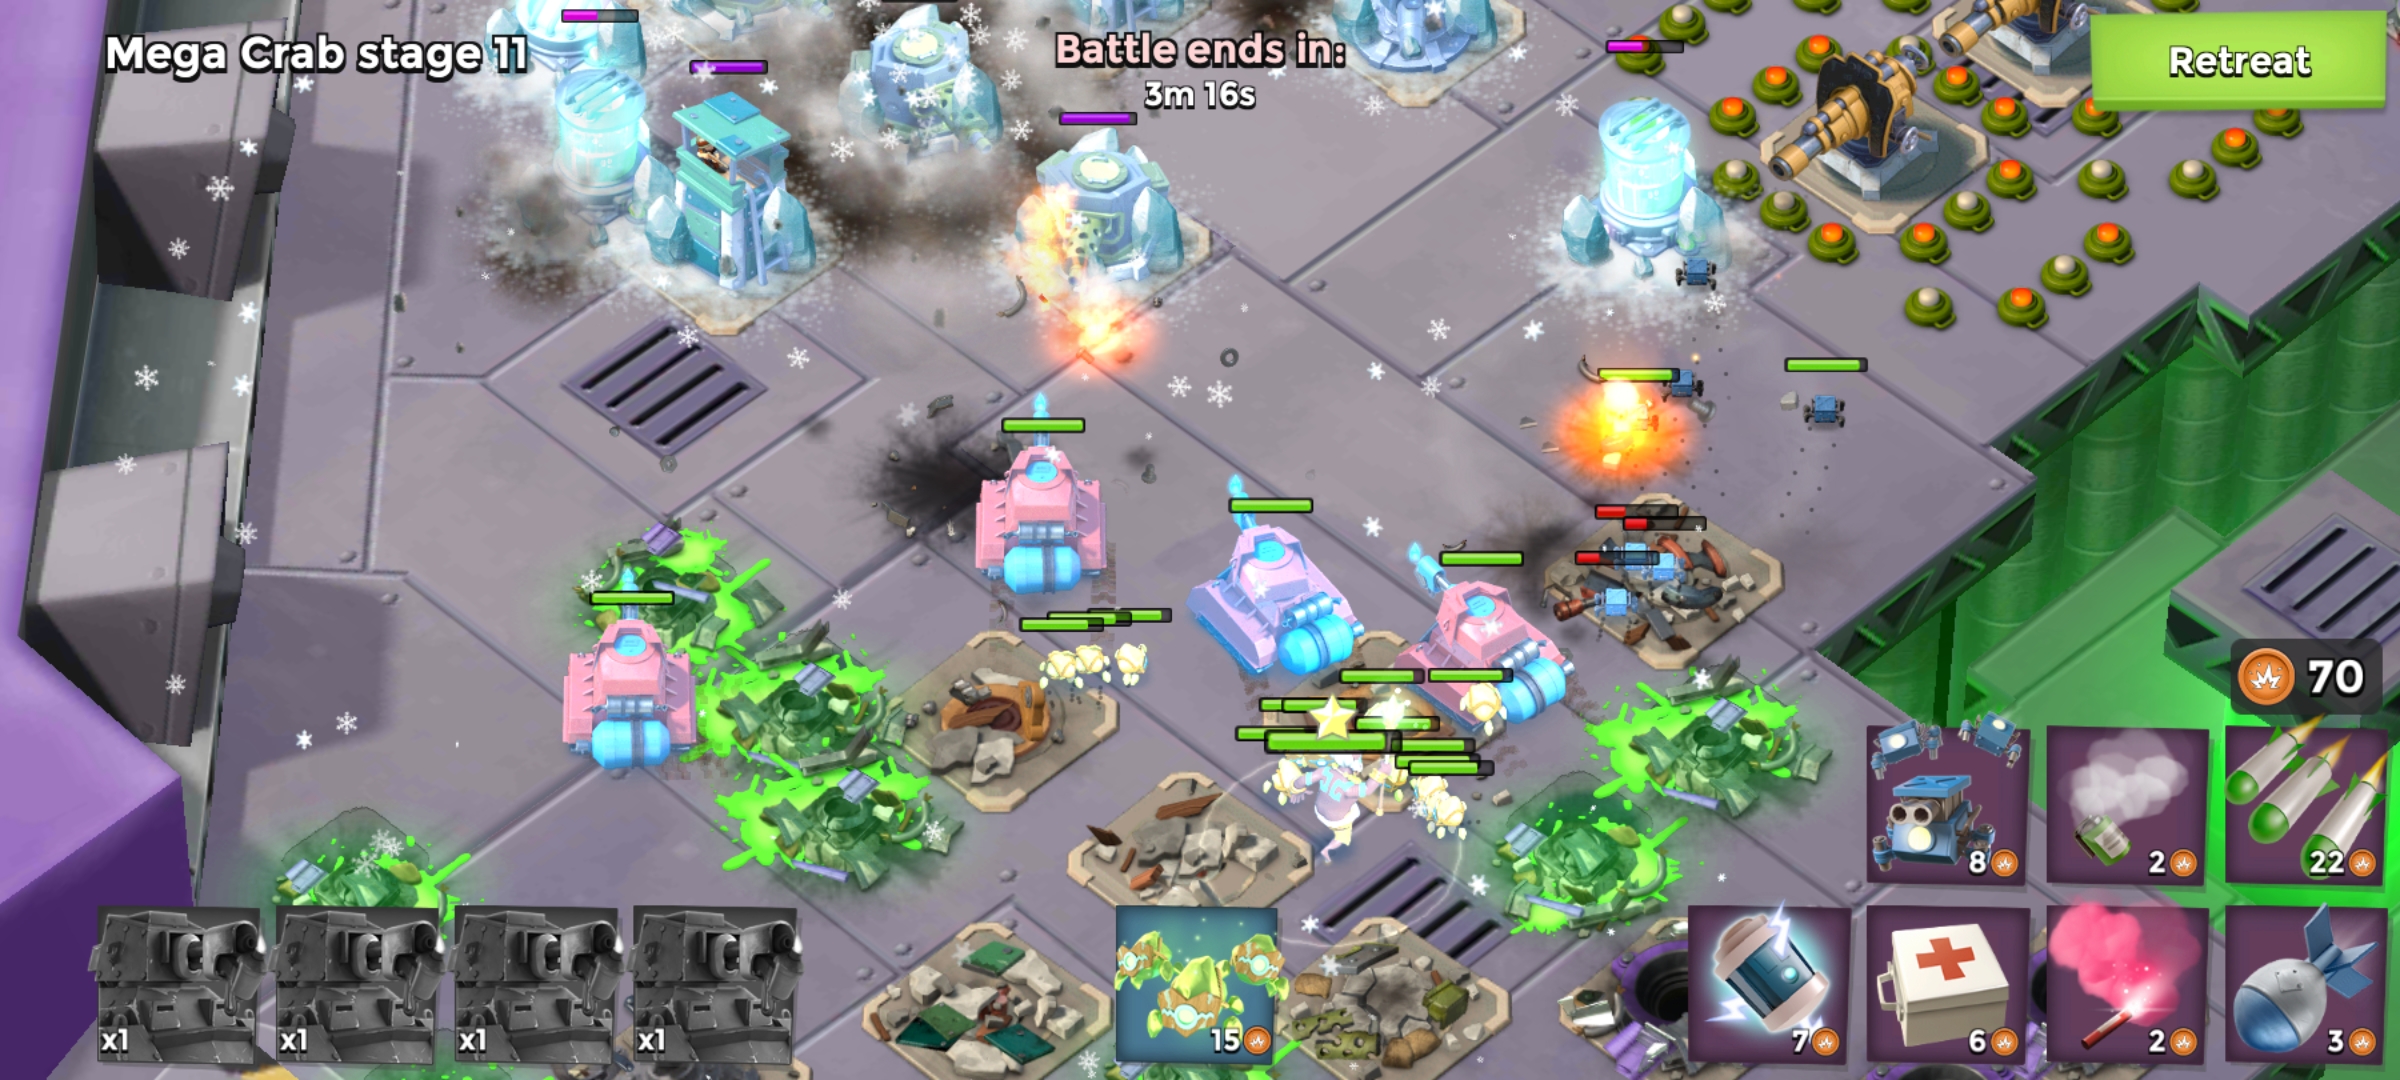 Mega Crab stage 11
Battle ends in:
3m 16s
Retreat
70
8
2
22
x1
x1
x1
x1
15
7
6
2
3